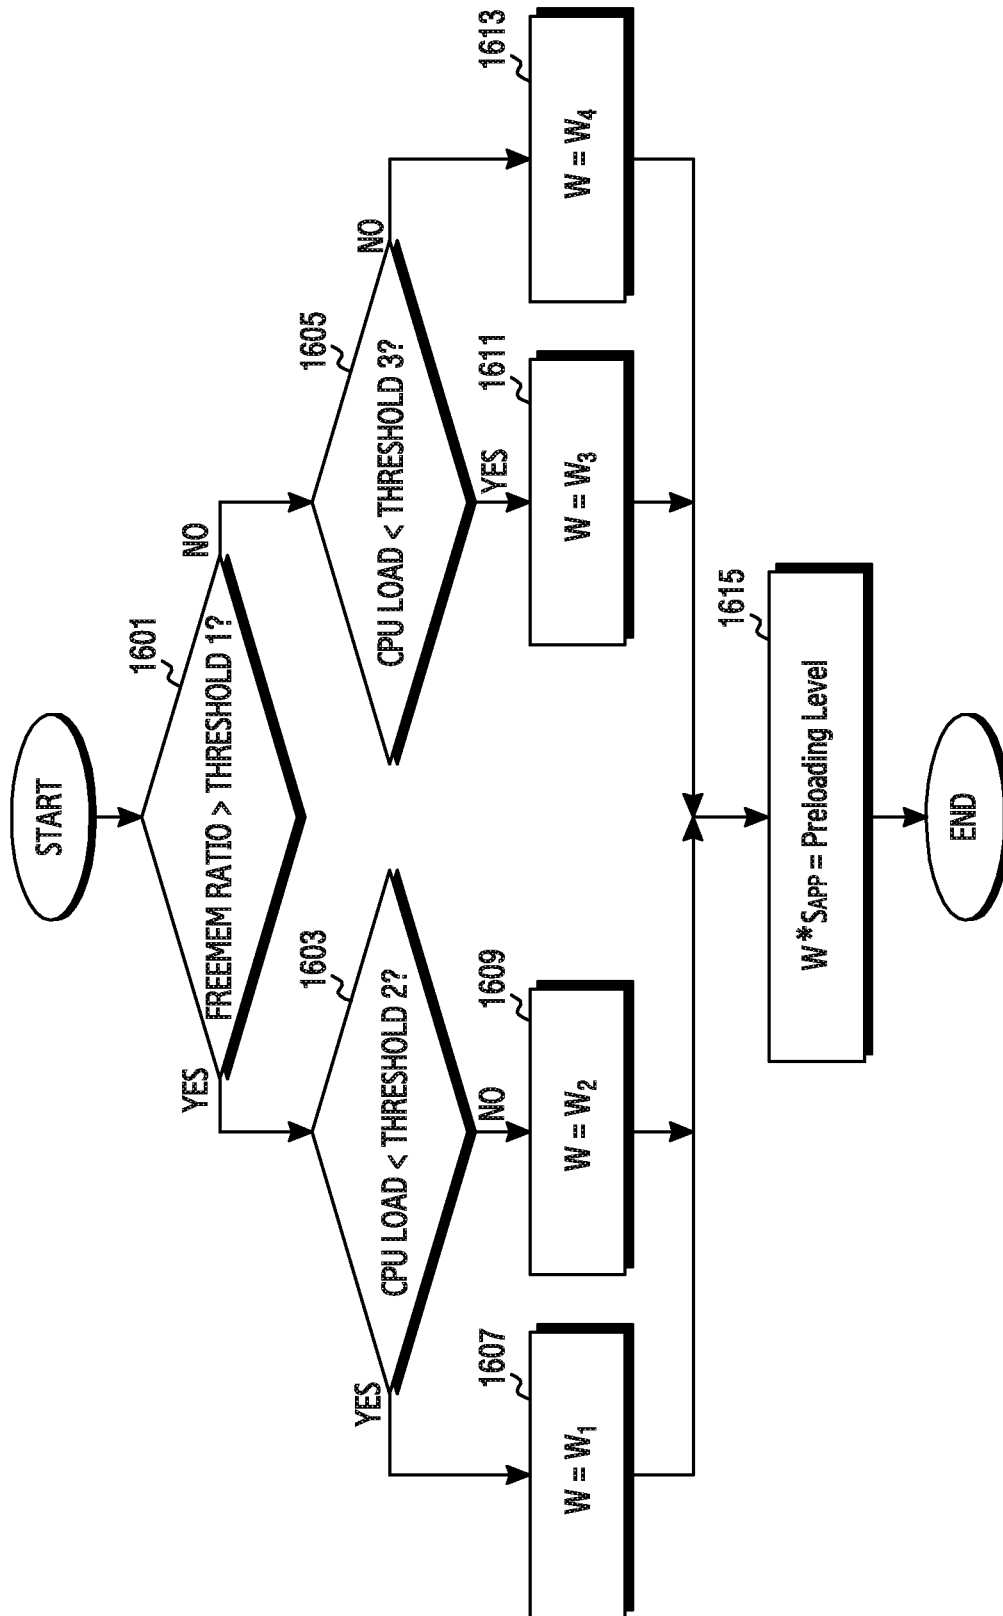 START
1601
FREEMEM RATIO > THRESHOLD 1?
YES
NO
1603
CPU LOAD < THRESHOLD 2?
YES
NO
1605
CPU LOAD < THRESHOLD 3?
YES
NO
1607
W = W1
1609
W = W2
1611
W = W3
1613
W = W4
1615
W * SAPP = Preloading Level
END